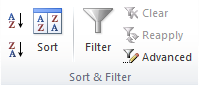 A Z
Z A
A Z Z A
Sort
Filter
Clear
Reapply
Advanced
Sort & Filter